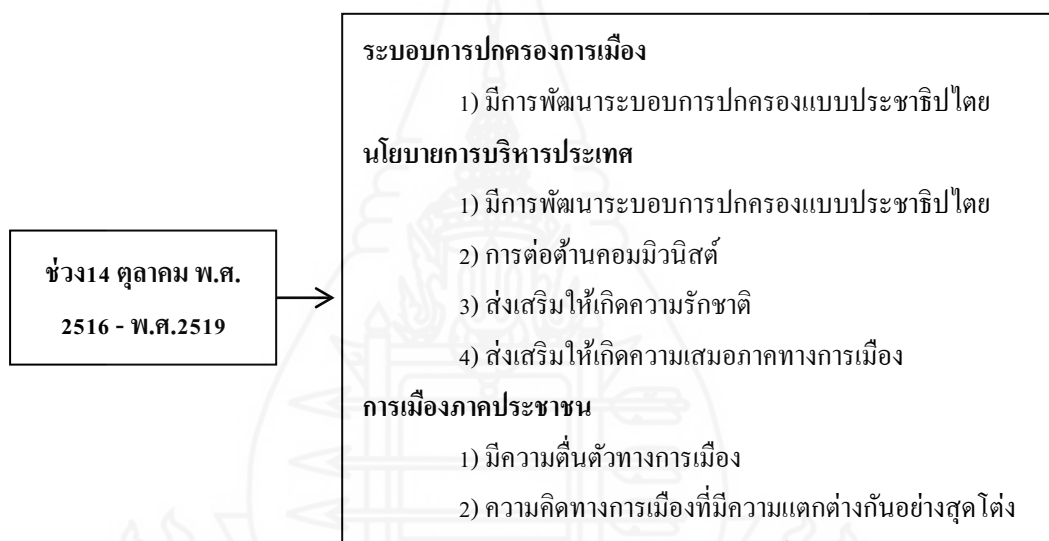 ช่วง14 ตุลาคม พ.ศ.
2516 - พ.ศ.2519
ระบอบการปกครองการเมือง
1) มีการพัฒนาระบอบการปกครองแบบประชาธิปไตย
นโยบายการบริหารประเทศ
1) มีการพัฒนาระบอบการปกครองแบบประชาธิปไตย
2) การต่อต้านคอมมิวนิสต์
3) ส่งเสริมให้เกิดความรักชาติ
4) ส่งเสริมให้เกิดความเสมอภาคทางการเมือง
การเมืองภาคประชาชน
1) มีความตื่นตัวทางการเมือง
2) ความคิดทางการเมืองที่มีความแตกต่างกันอย่างสุดโต่ง